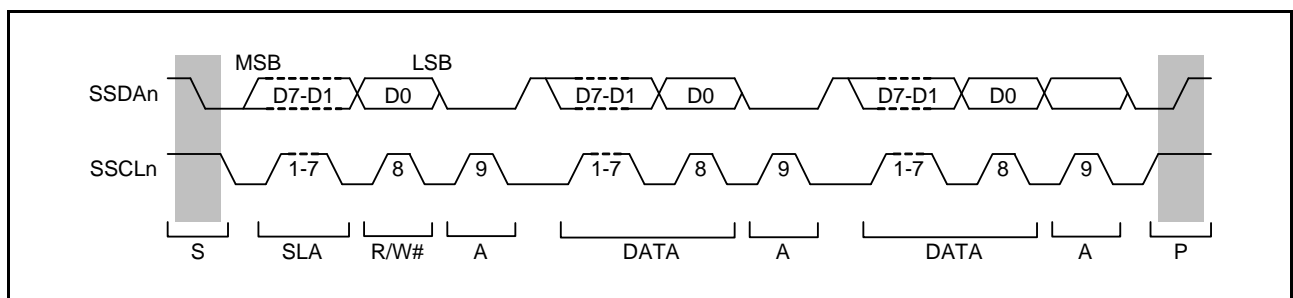 MSB LSB
SSDAn D7-D1 D0 D7-D1 D0 D7-D1 D0
SSCLn 1-7 8 9 1-7 8 9 1-7 8 9
S SLA R/W# A DATA A DATA A P